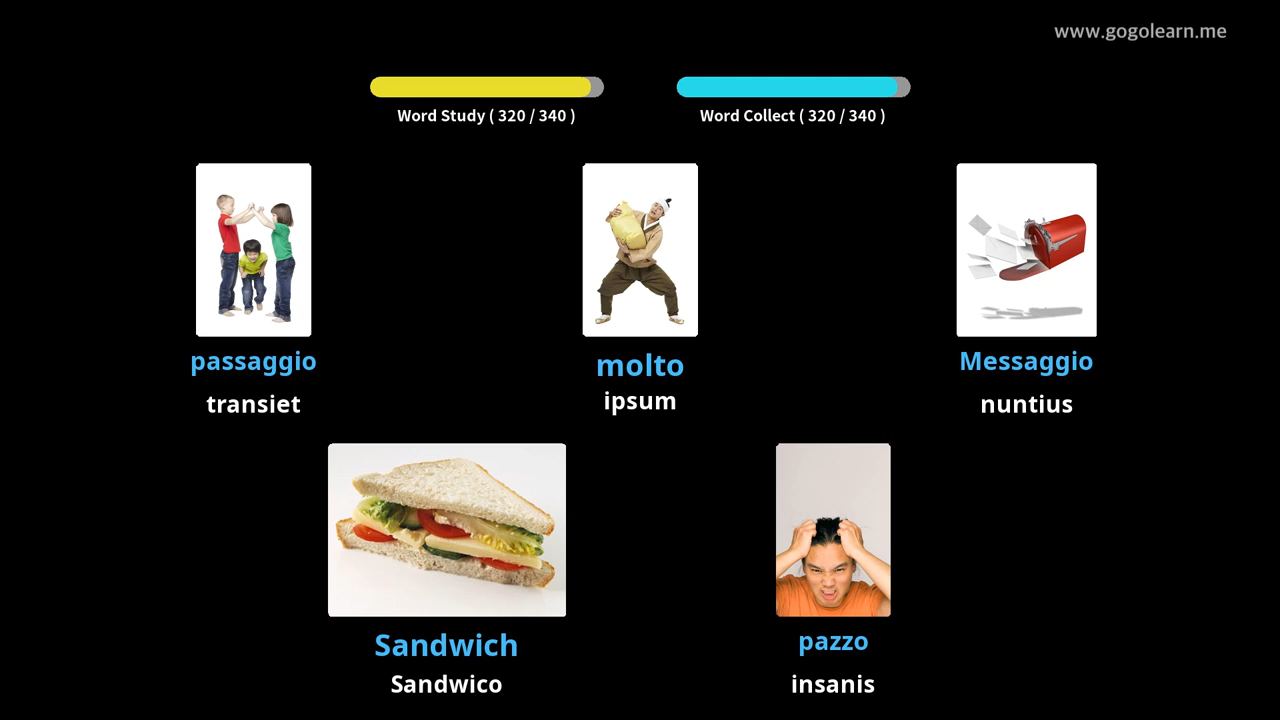 www.gogolearn.me
Word Study ( 320 / 340 )
Word Collect ( 320 / 340 )
passaggio
transiet
molto
ipsum
Messaggio
nuntius
Sandwich
Sandwico
pazzo
insanis